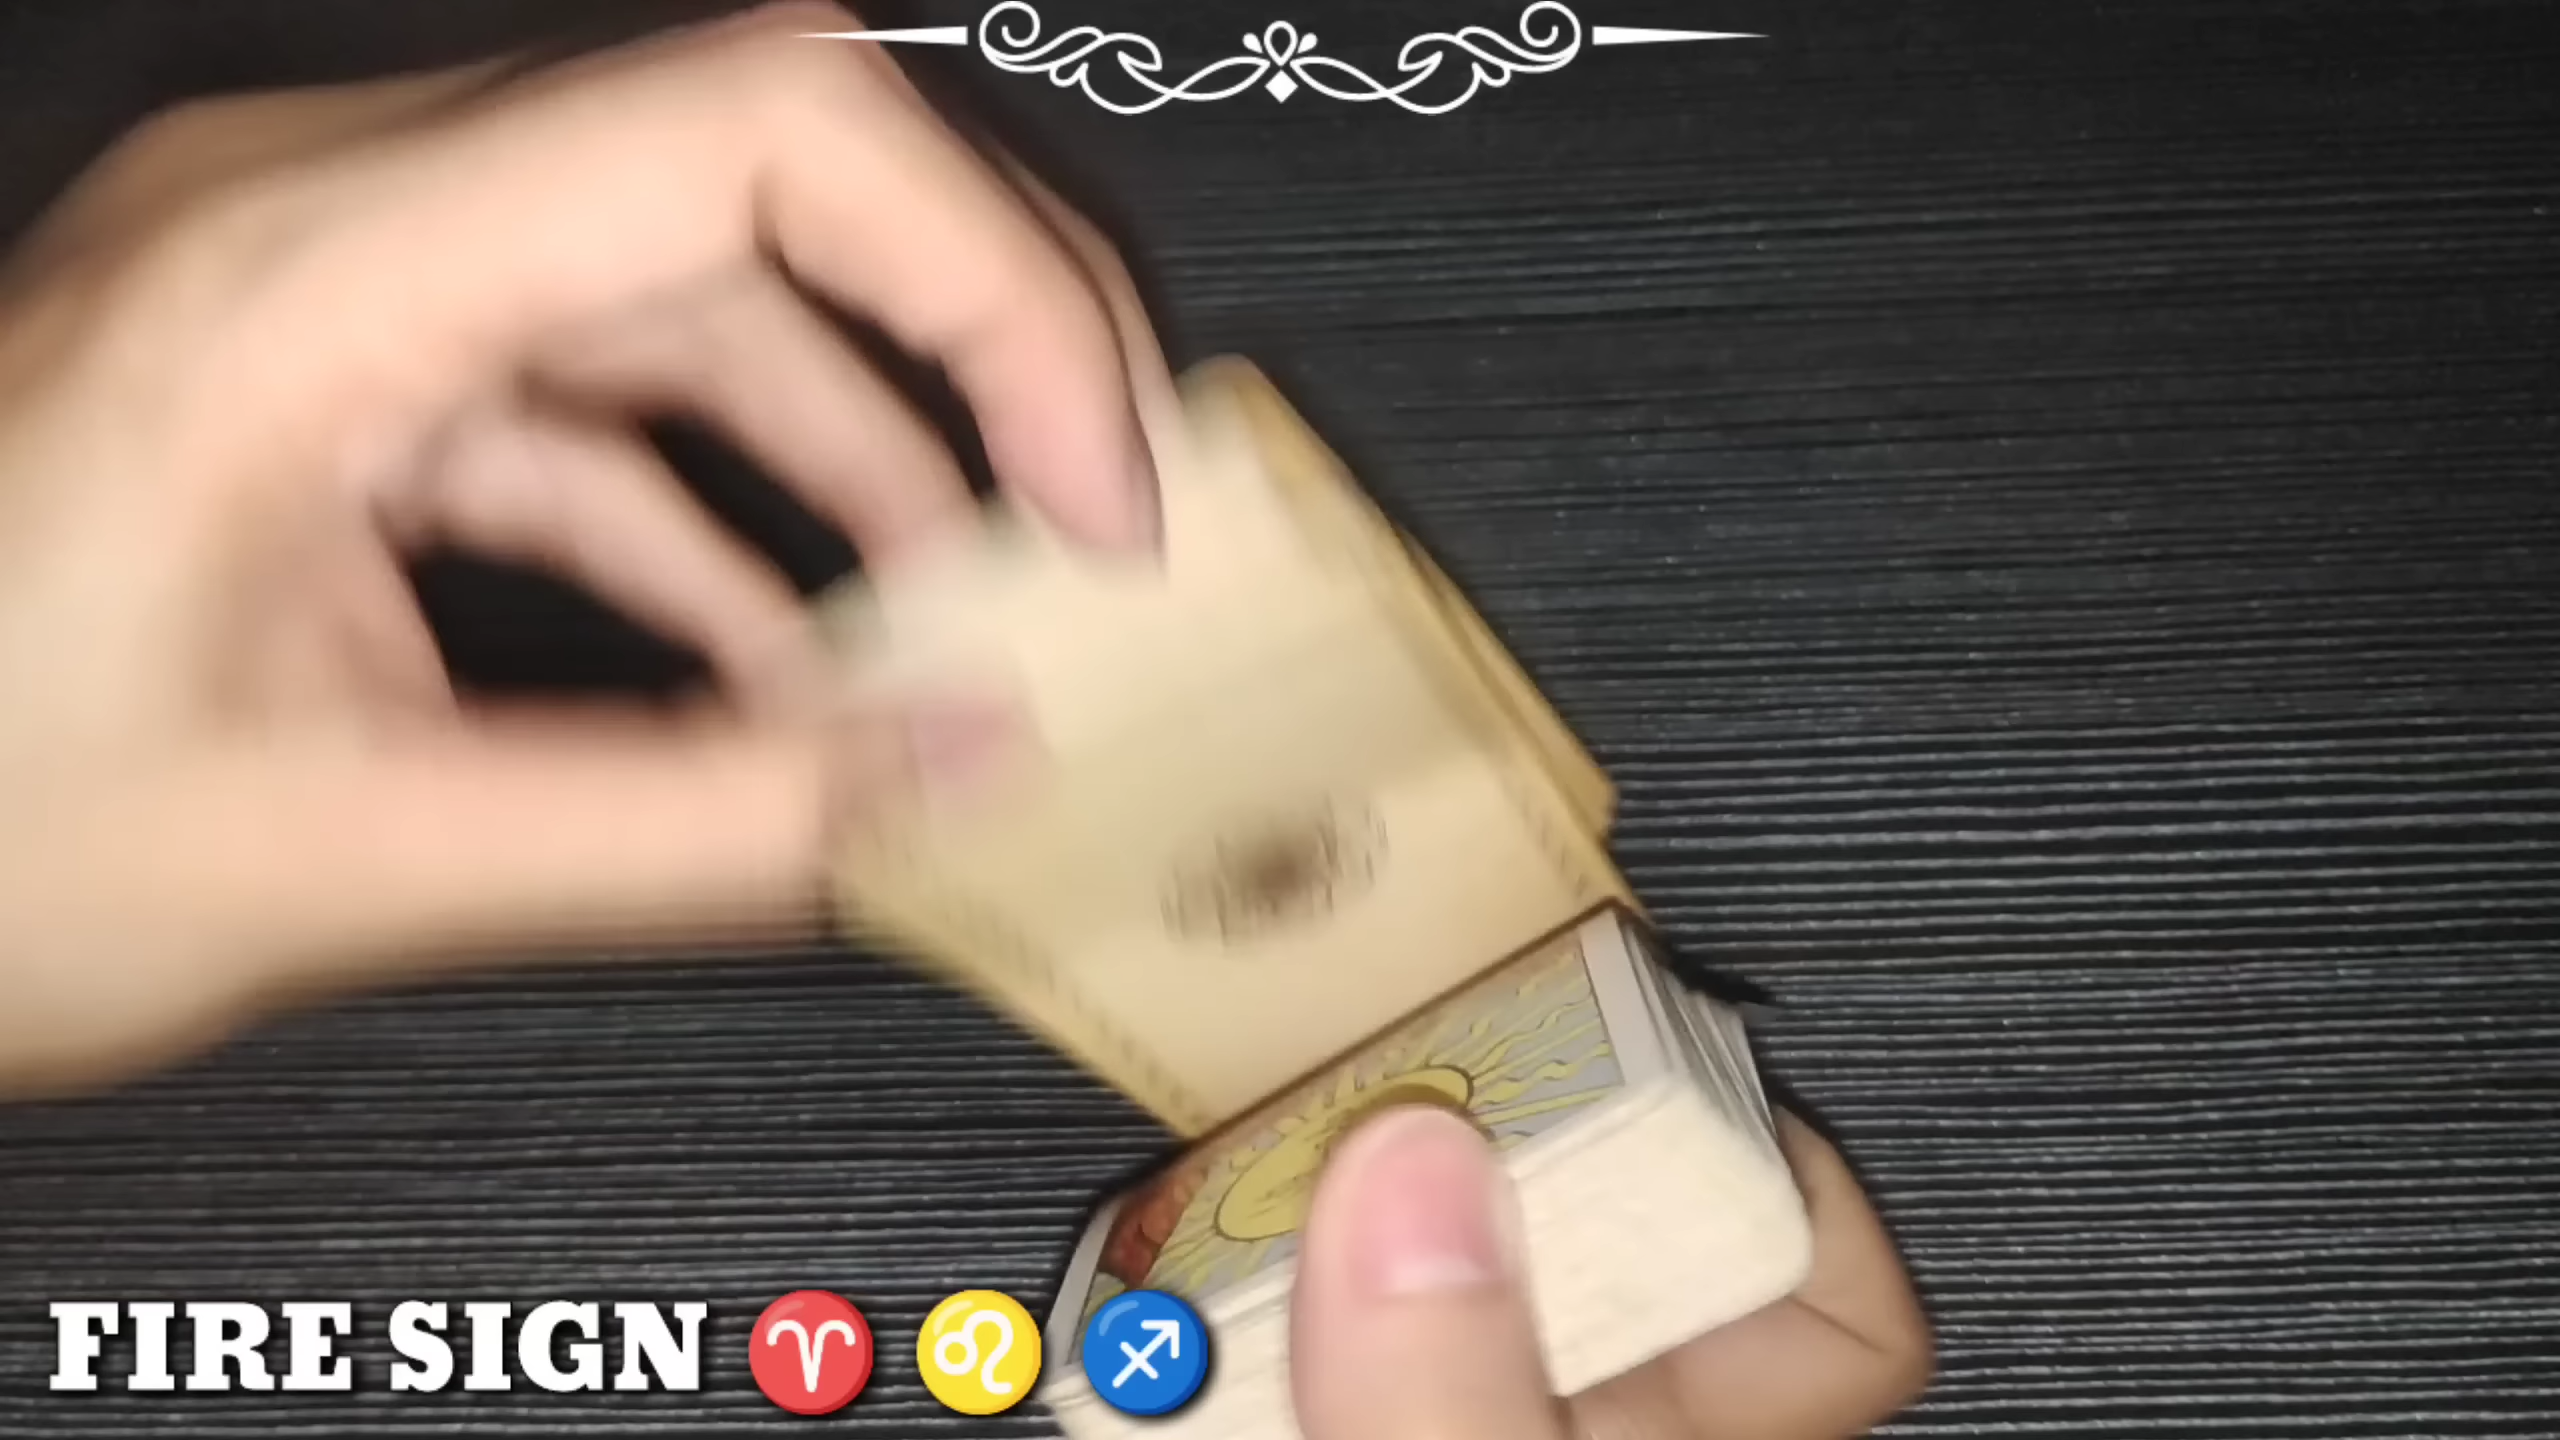 FIRE SIGN ♈ ♌ ♐